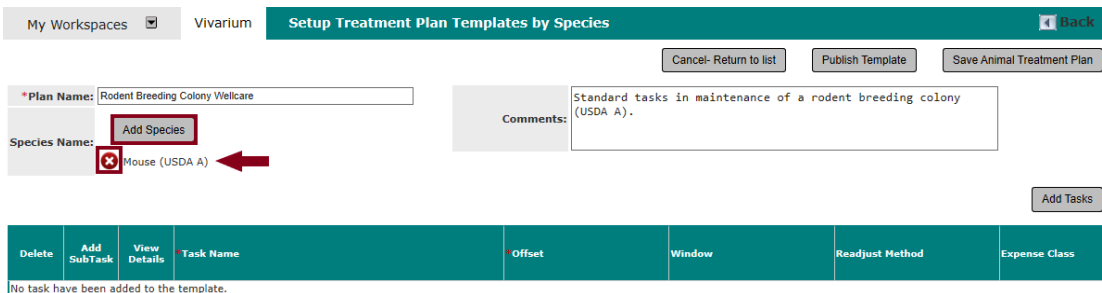 My Workspaces Vivarium Setup Treatment Plan Templates by Species Back
Cancel- Return to list Publish Template Save Animal Treatment Plan
*Plan Name: Rodent Breeding Colony Wellcare
Comments: Standard tasks in maintenance of a rodent breeding colony
(USDA A).
Species Name: Add Species
Mouse (USDA A)
Add Tasks
Delete Add SubTask View Details *Task Name *Offset Window Readjust Method Expense Class
No task have been added to the template.